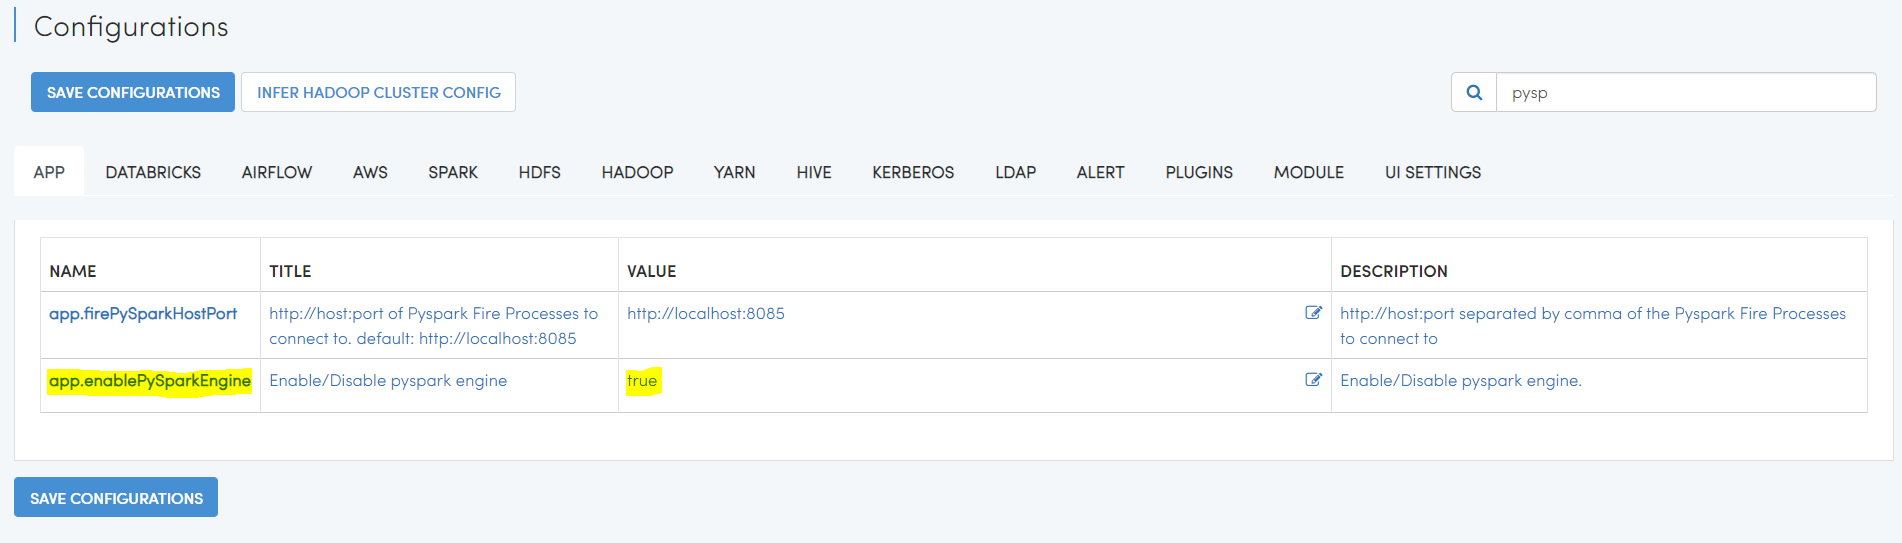 Configurations
SAVE CONFIGURATIONS
INFER HADOOP CLUSTER CONFIG
pysp
APP DATABRICKS AIRFLOW AWS SPARK HDFS HADOOP YARN HIVE KERBEROS LDAP ALERT PLUGINS MODULE UI SETTINGS
NAME TITLE VALUE DESCRIPTION
app.firePySparkHostPort http://host:port of Pyspark Fire Processes to http://localhost:8085 http://host:port separated by comma of the Pyspark Fire Processes
connect to. default: http://localhost:8085 to connect to
app.enablePySparkEngine Enable/Disable pyspark engine true Enable/Disable pyspark engine.
SAVE CONFIGURATIONS